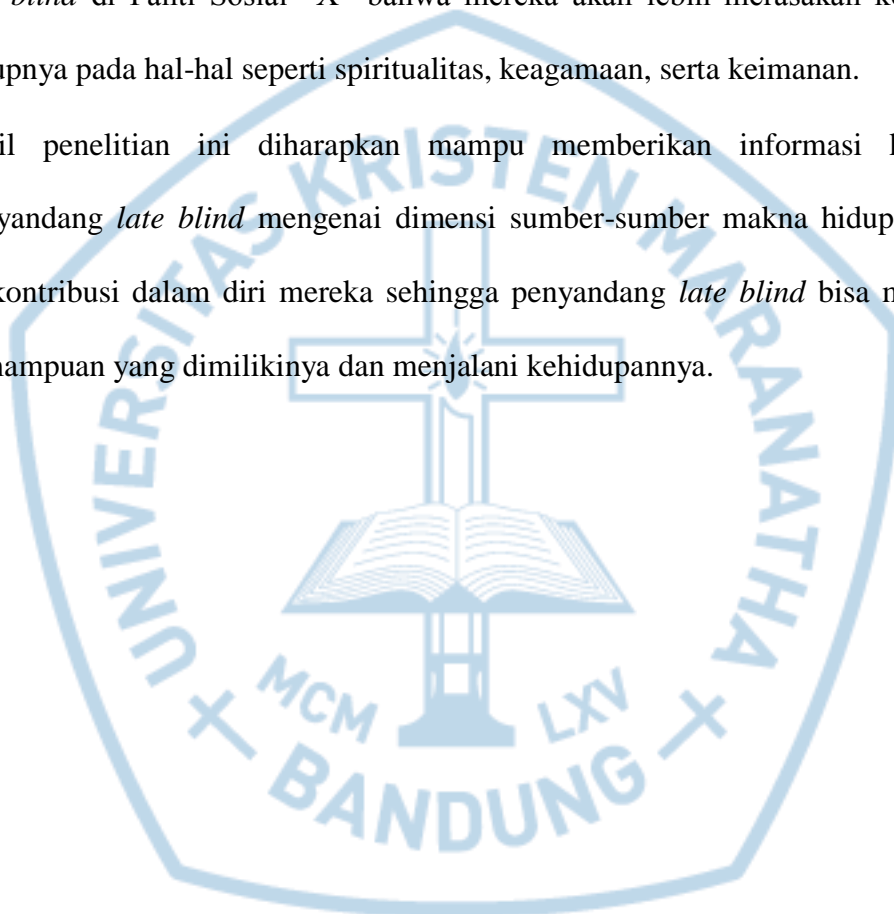 blind di Panti Sosial "X" bahwa mereka akan lebih merasakan
upnya pada hal-hal seperti spiritualitas, keagamaan, serta keimanan.
il penelitian ini diharapkan mampu memberikan informasi
yandang late blind mengenai dimensi sumber-sumber makna hidup
kontribusi dalam diri mereka sehingga penyandang late blind bisa
ampuan yang dimilikinya dan menjalani kehidupannya.
UNIVERSITAS KRISTEN MARANATHA
MCM LXV
BANDUNG